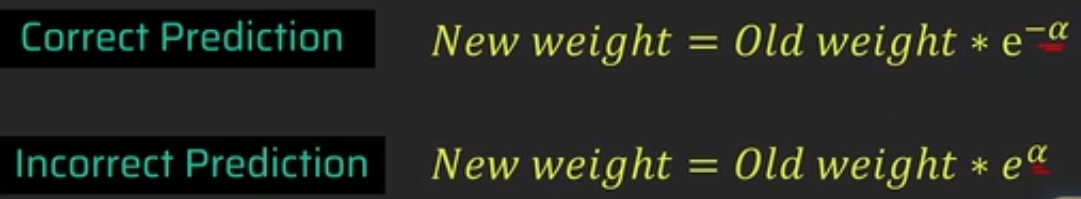 Correct Prediction New weight = Old weight * e^{-α}
Incorrect Prediction New weight = Old weight * e^{α}